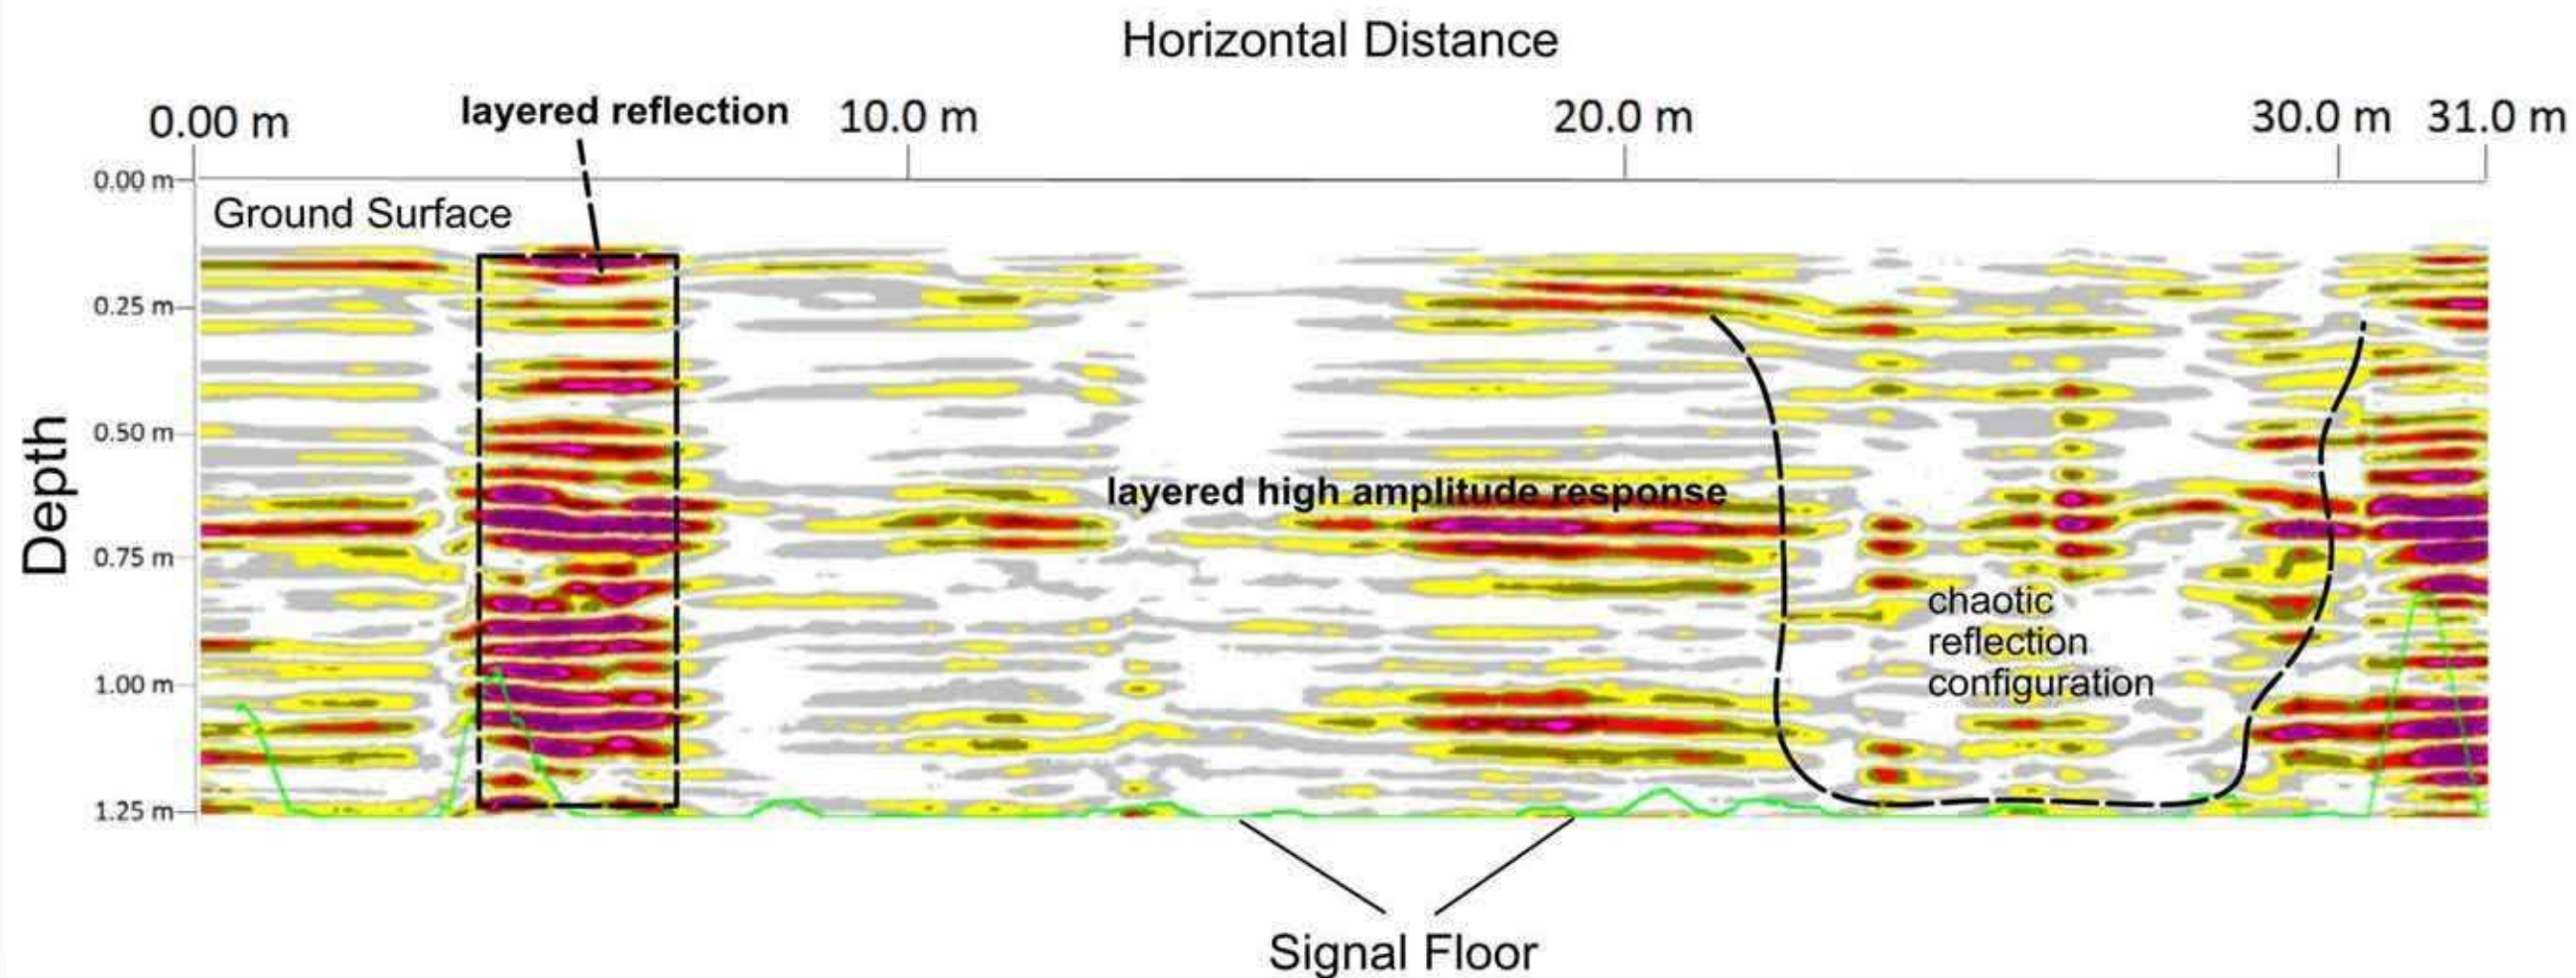 Horizontal Distance
0.00 m
layered reflection
10.0 m
20.0 m
30.0 m
31.0 m
0.00 m
Ground Surface
0.25 m
0.50 m
layered high amplitude response
Depth
0.75 m
chaotic
reflection
configuration
1.00 m
1.25 m
Signal Floor